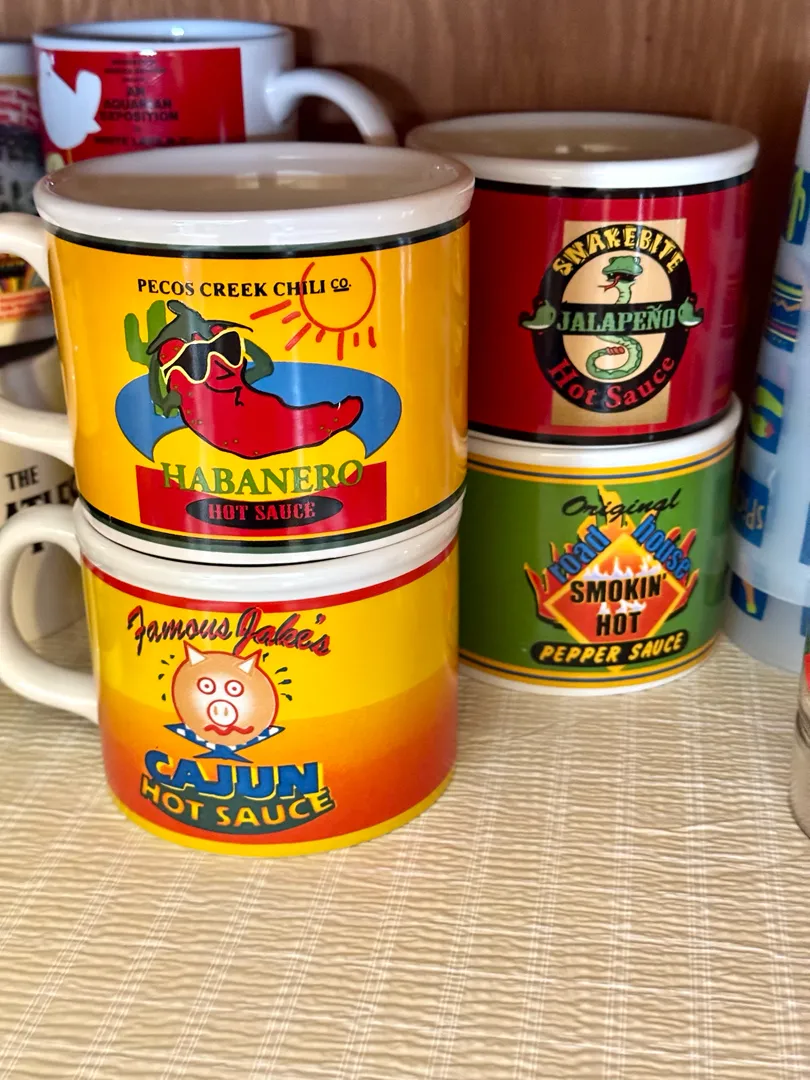 AN
AQUARIAN
EXPOSITION
PECOS CREEK CHILI CO.
HABANERO
HOT SAUCE
SNAKEBITE
JALAPEÑO
Hot Sauce
THE
Famous Jake's
CAJUN
HOT SAUCE
Original
road house
SMOKIN'
HOT
PEPPER SAUCE